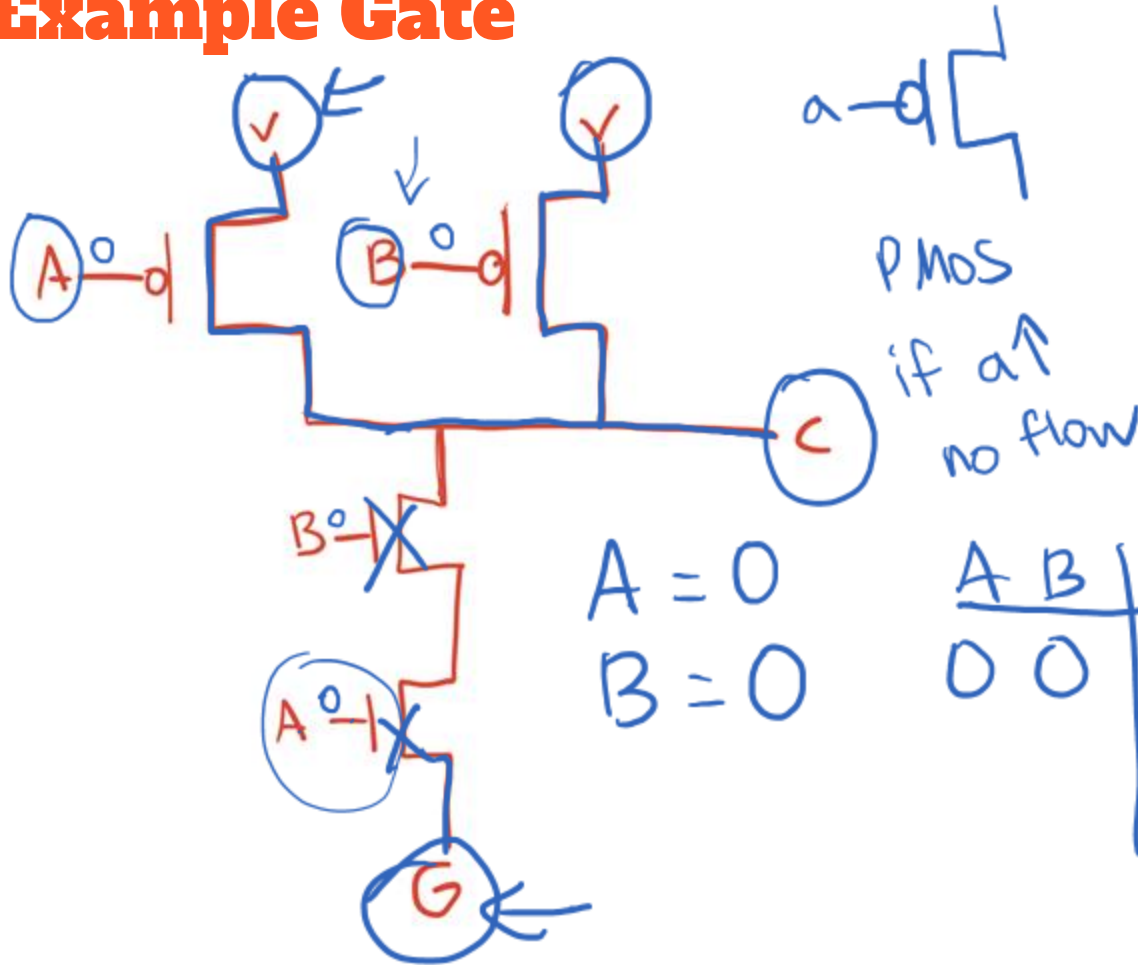 Example Gate
V
V
a
A 0
B 0
PMOS
if a↑
no flow
C
B 0
A = 0
B = 0
A B
0 0
A 0
G